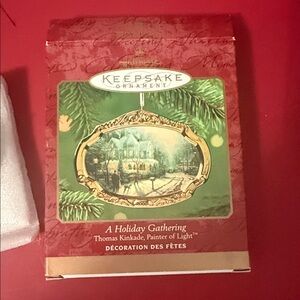 KEEPSAKE
ORNAMENT
A Holiday Gathering
Thomas Kinkade, Painter of Light™
DÉCORATION DES FÊTES